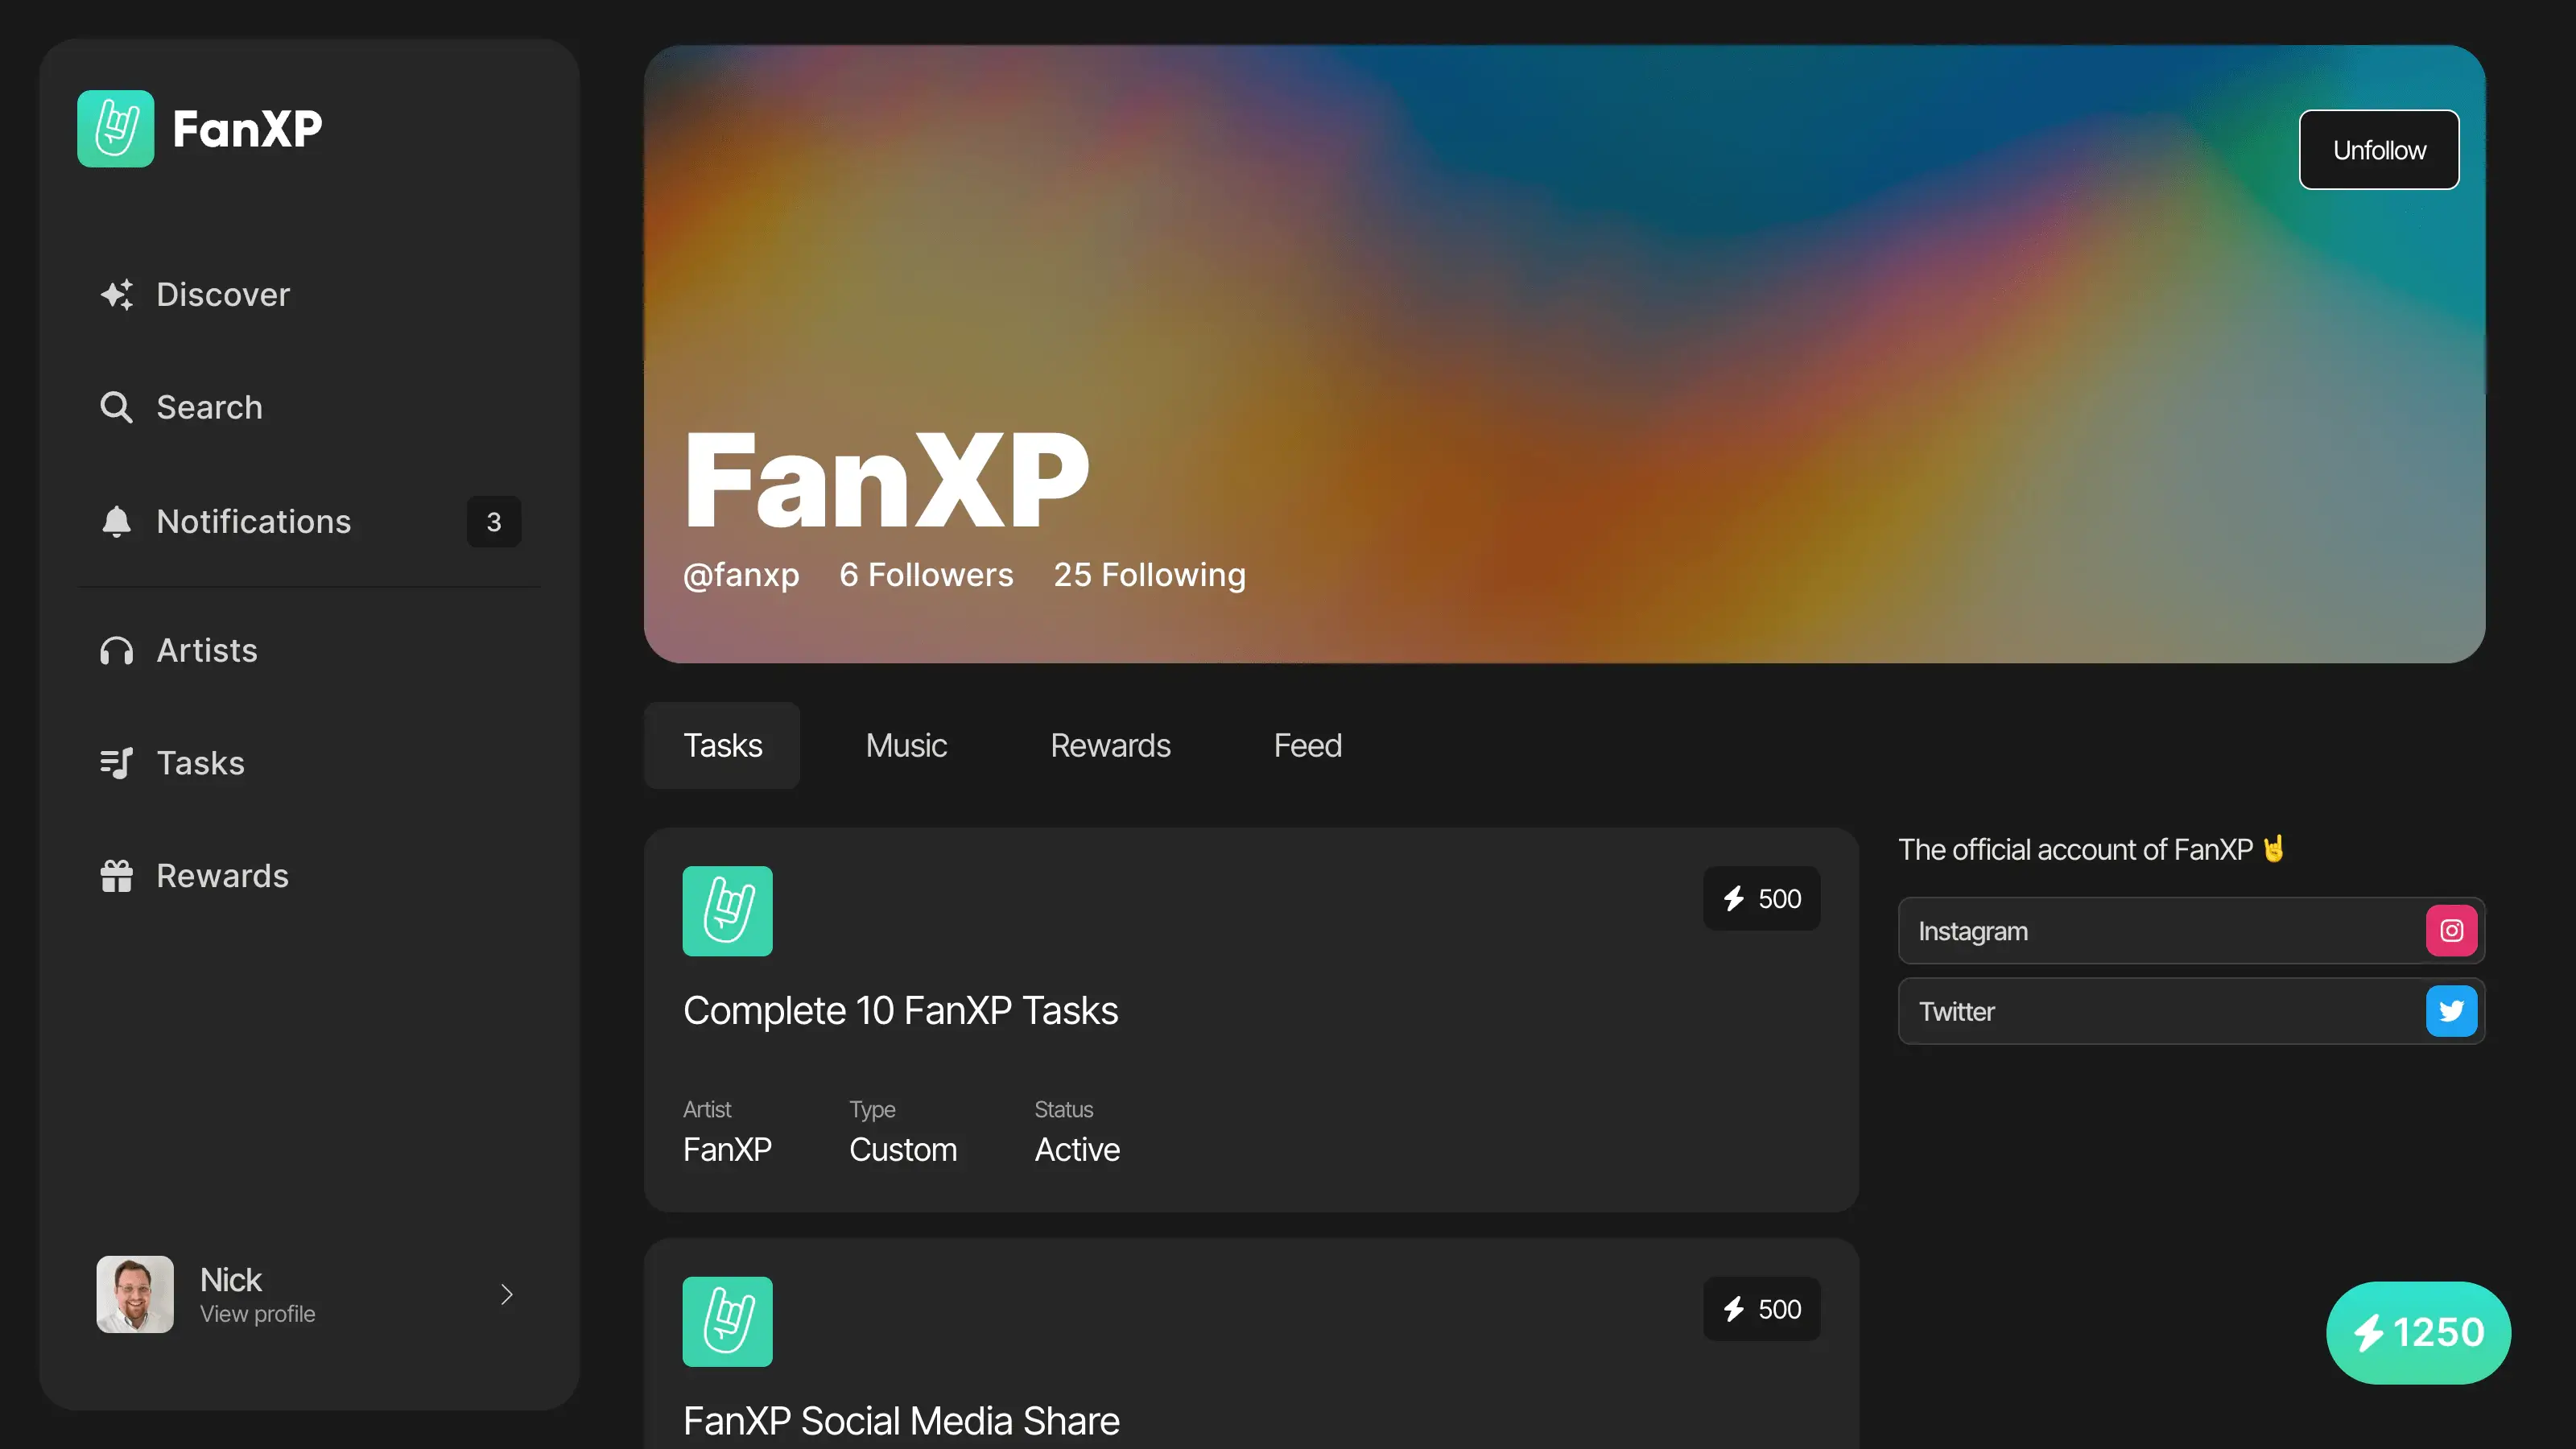 FanXP
Discover
Search
Notifications 3
Artists
Tasks
Rewards
Nick
View profile
Unfollow
FanXP
@fanxp 6 Followers 25 Following
Tasks Music Rewards Feed
500
Complete 10 FanXP Tasks
Artist Type Status
FanXP Custom Active
500
FanXP Social Media Share
The official account of FanXP 🤘
Instagram
Twitter
1250